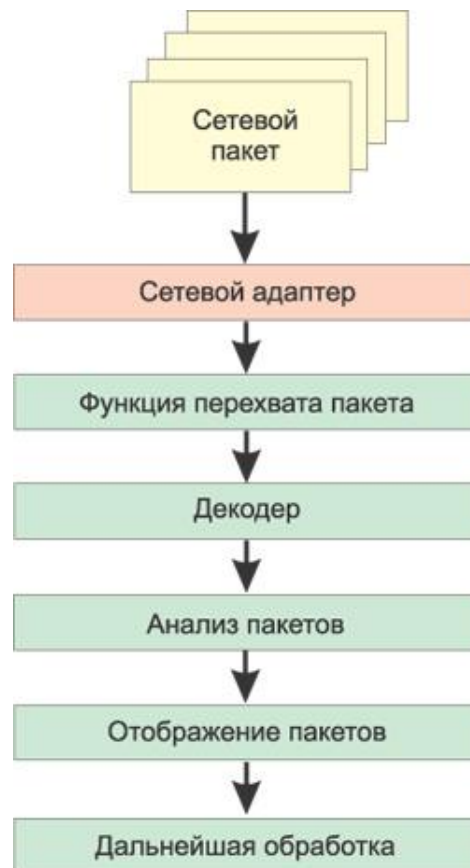 Сетевой
пакет
Сетевой адаптер
Функция перехвата пакета
Декодер
Анализ пакетов
Отображение пакетов
Дальнейшая обработка